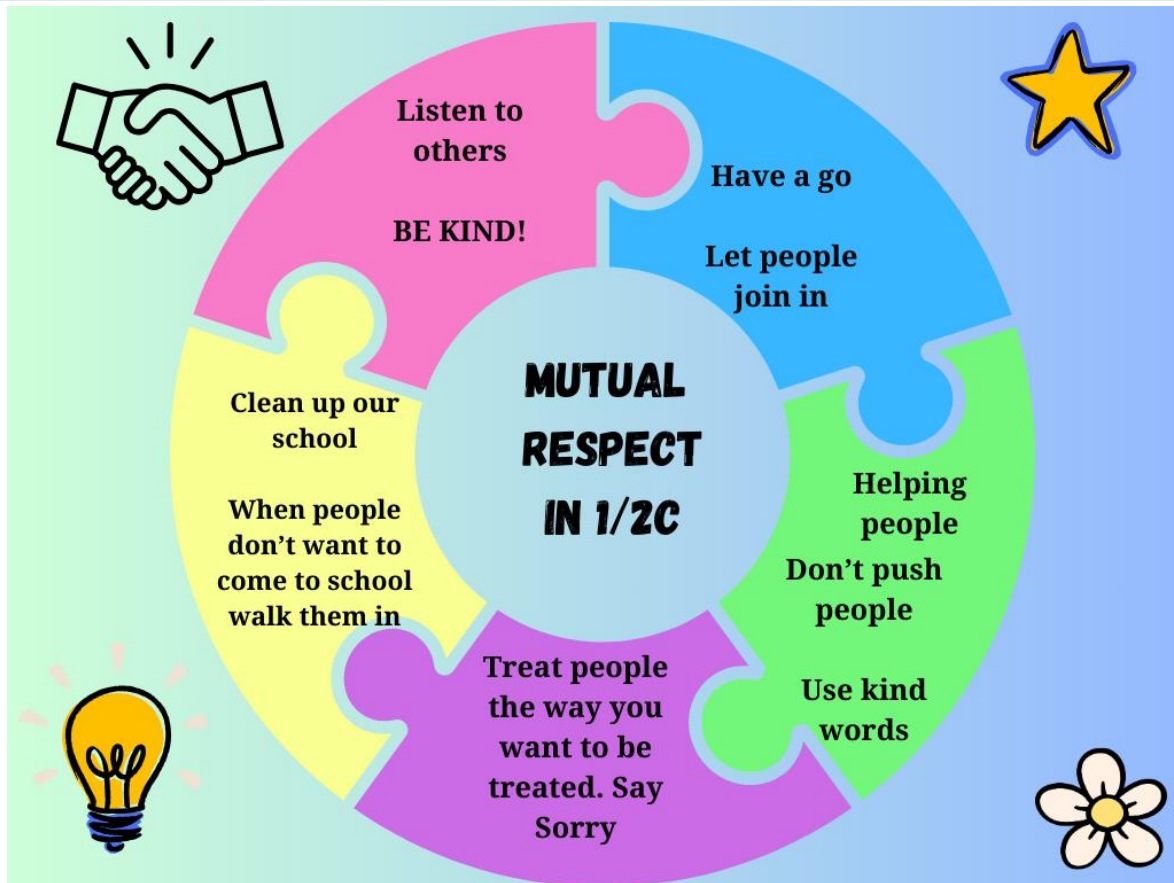 Listen to
others
BE KIND!
Have a go
Let people
join in
MUTUAL
RESPECT
IN 1/2C
Clean up our
school
When people
don't want to
come to school
walk them in
Helping
people
Don't push
people
Use kind
words
Treat people
the way you
want to be
treated. Say
Sorry